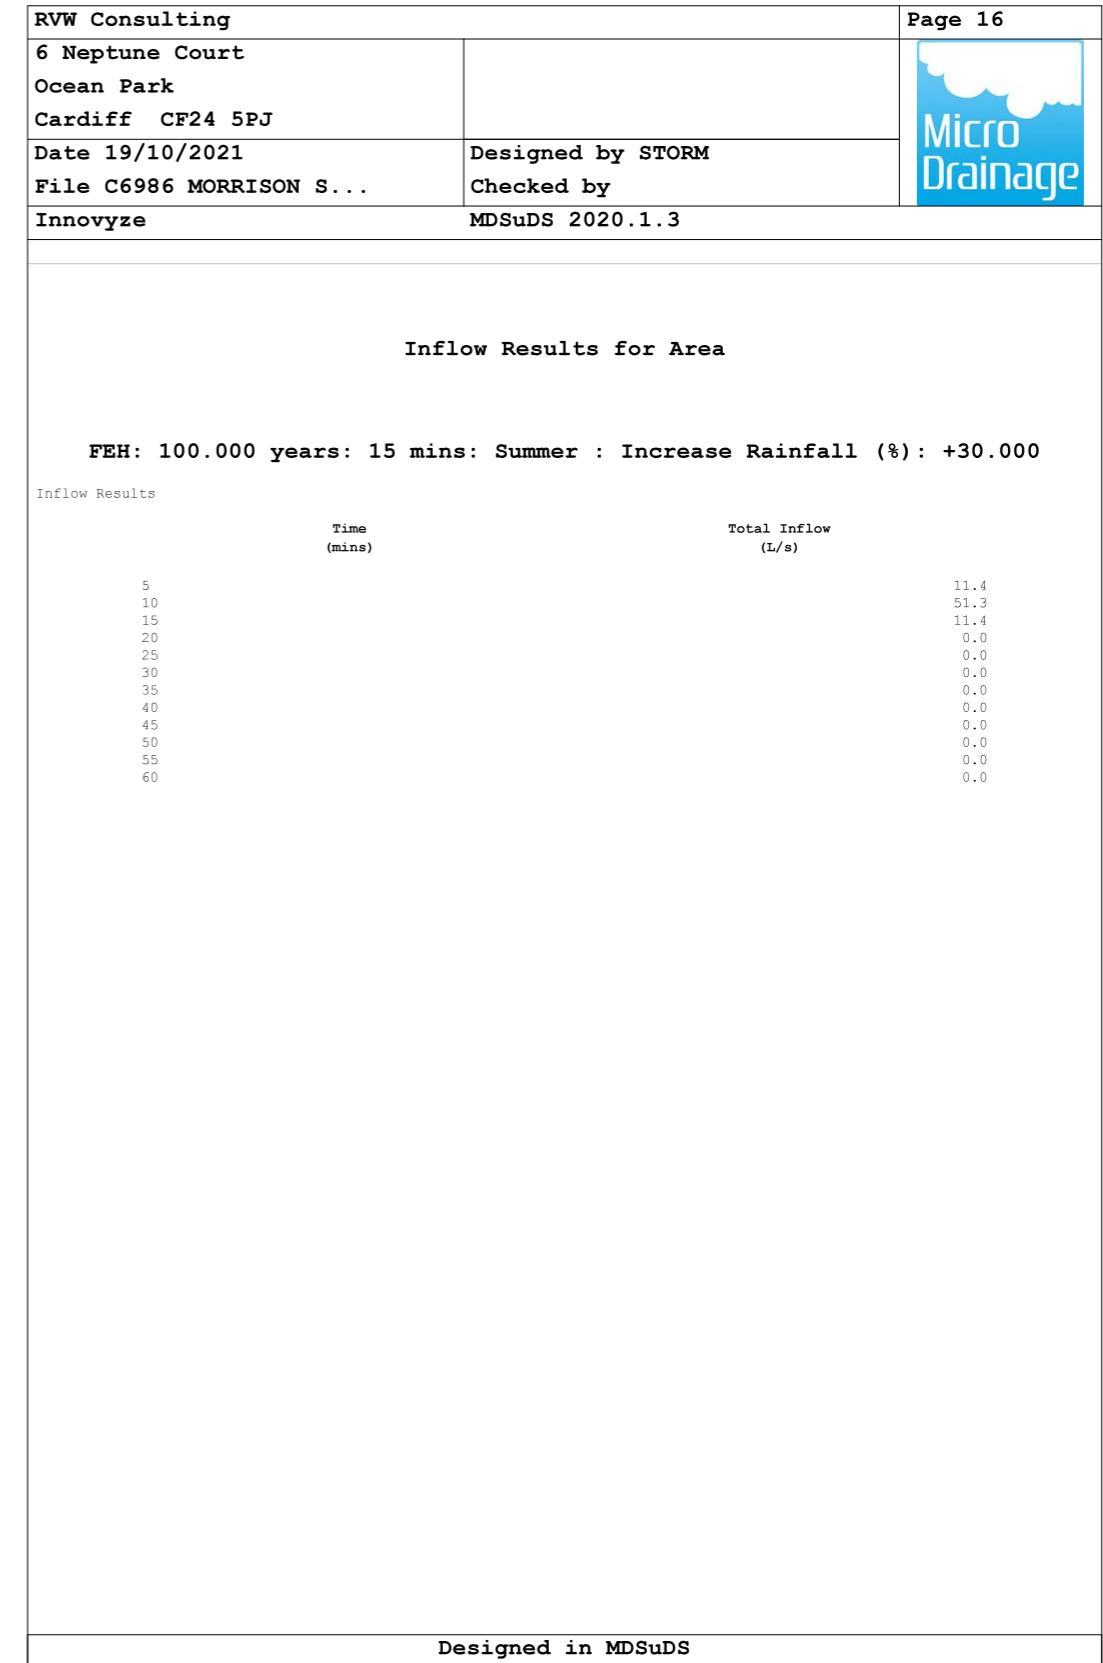 RVW Consulting
Page 16
6 Neptune Court
Ocean Park
Cardiff  CF24 5PJ
Micro
Drainage
Date 19/10/2021
Designed by STORM
File C6986 MORRISON S...
Checked by
Innovyze
MDSuDS 2020.1.3
Inflow Results for Area
FEH: 100.000 years: 15 mins: Summer : Increase Rainfall (%): +30.000
Inflow Results
Time Total Inflow
(mins) (L/s)
5 11.4
10 51.3
15 11.4
20 0.0
25 0.0
30 0.0
35 0.0
40 0.0
45 0.0
50 0.0
55 0.0
60 0.0
Designed in MDSuDS